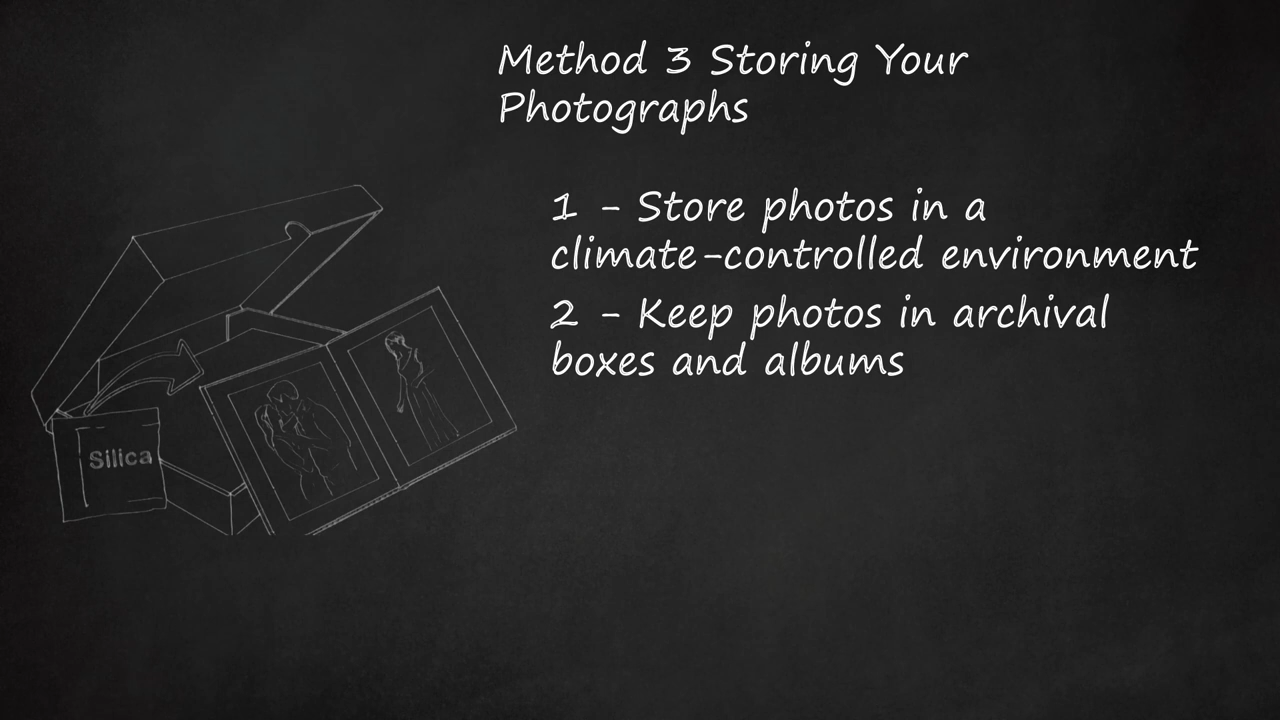 Method 3 Storing Your
Photographs
1 - Store photos in a
climate-controlled environment
2 - Keep photos in archival
boxes and albums
Silica